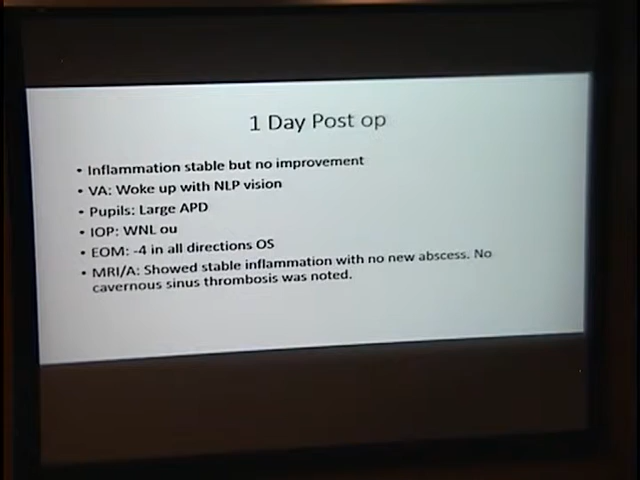 1 Day Post op
• Inflammation stable but no improvement
• VA: Woke up with NLP vision
• Pupils: Large APD
• IOP: WNL ou
• EOM: -4 in all directions OS
• MRI/A: Showed stable inflammation with no new abscess. No
cavernous sinus thrombosis was noted.